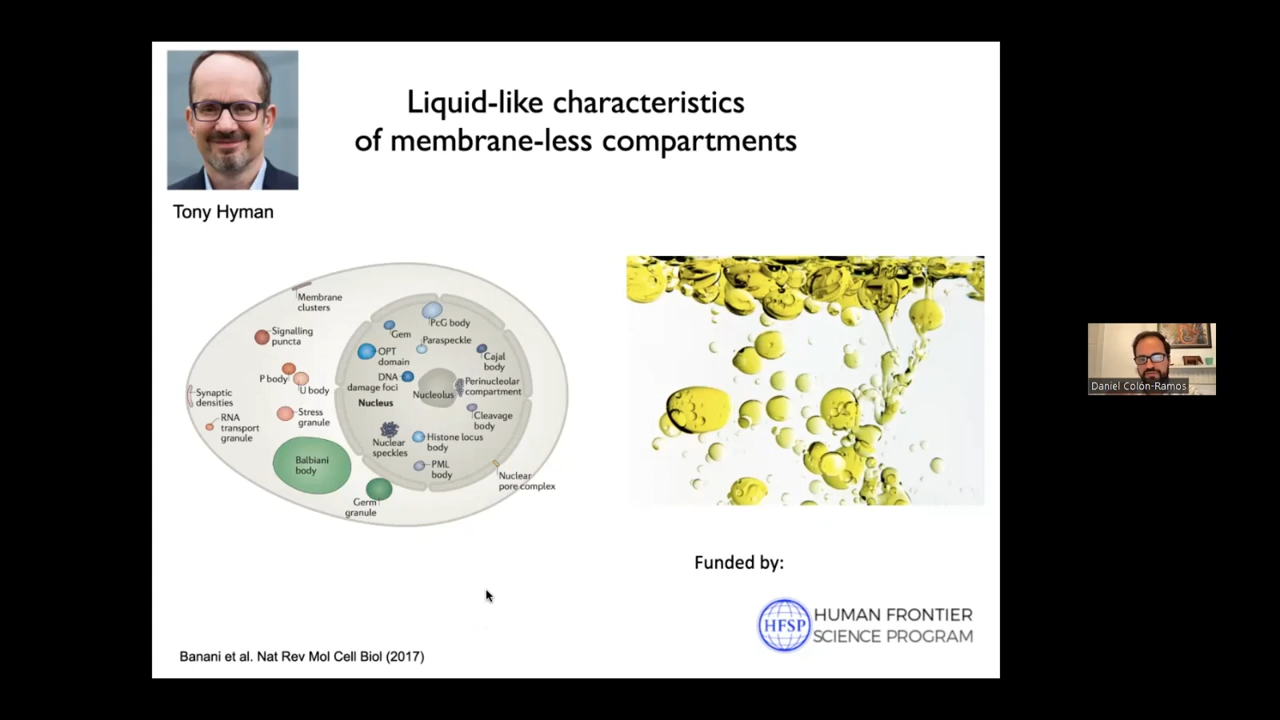 Liquid-like characteristics
of membrane-less compartments
Tony Hyman
Membrane
clusters
Signalling
puncta
P body
U body
Synaptic
densities
RNA
transport
granule
Stress
granule
Balbiani
body
Germ
granule
PcG body
Gem
Paraspeckle
OPT
domain
Cajal
body
DNA
damage foci
Nucleolus
Perinucleolar
compartment
Nucleus
Cleavage
body
Nuclear
speckles
Histone locus
body
PML
body
Nuclear
pore complex
Funded by:
HFSP
HUMAN FRONTIER
SCIENCE PROGRAM
Banani et al. Nat Rev Mol Cell Biol (2017)
Daniel Colón-Ramos